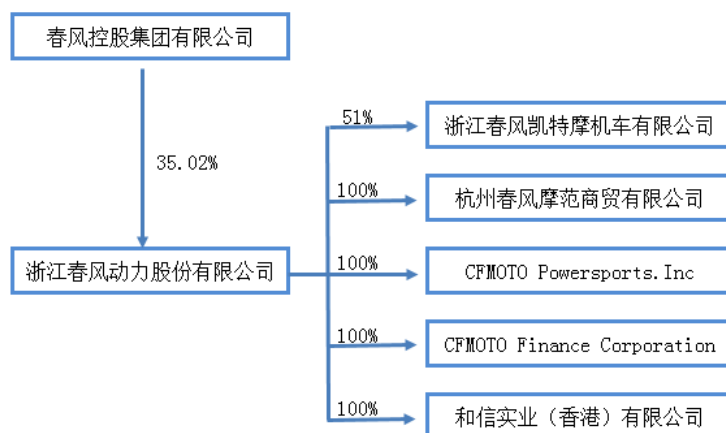 春风控股集团有限公司
35.02%
浙江春风动力股份有限公司
51%
浙江春风凯特摩机车有限公司
100%
杭州春风摩范商贸有限公司
100%
CFMOTO Powersports.Inc
100%
CFMOTO Finance Corporation
100%
和信实业（香港）有限公司